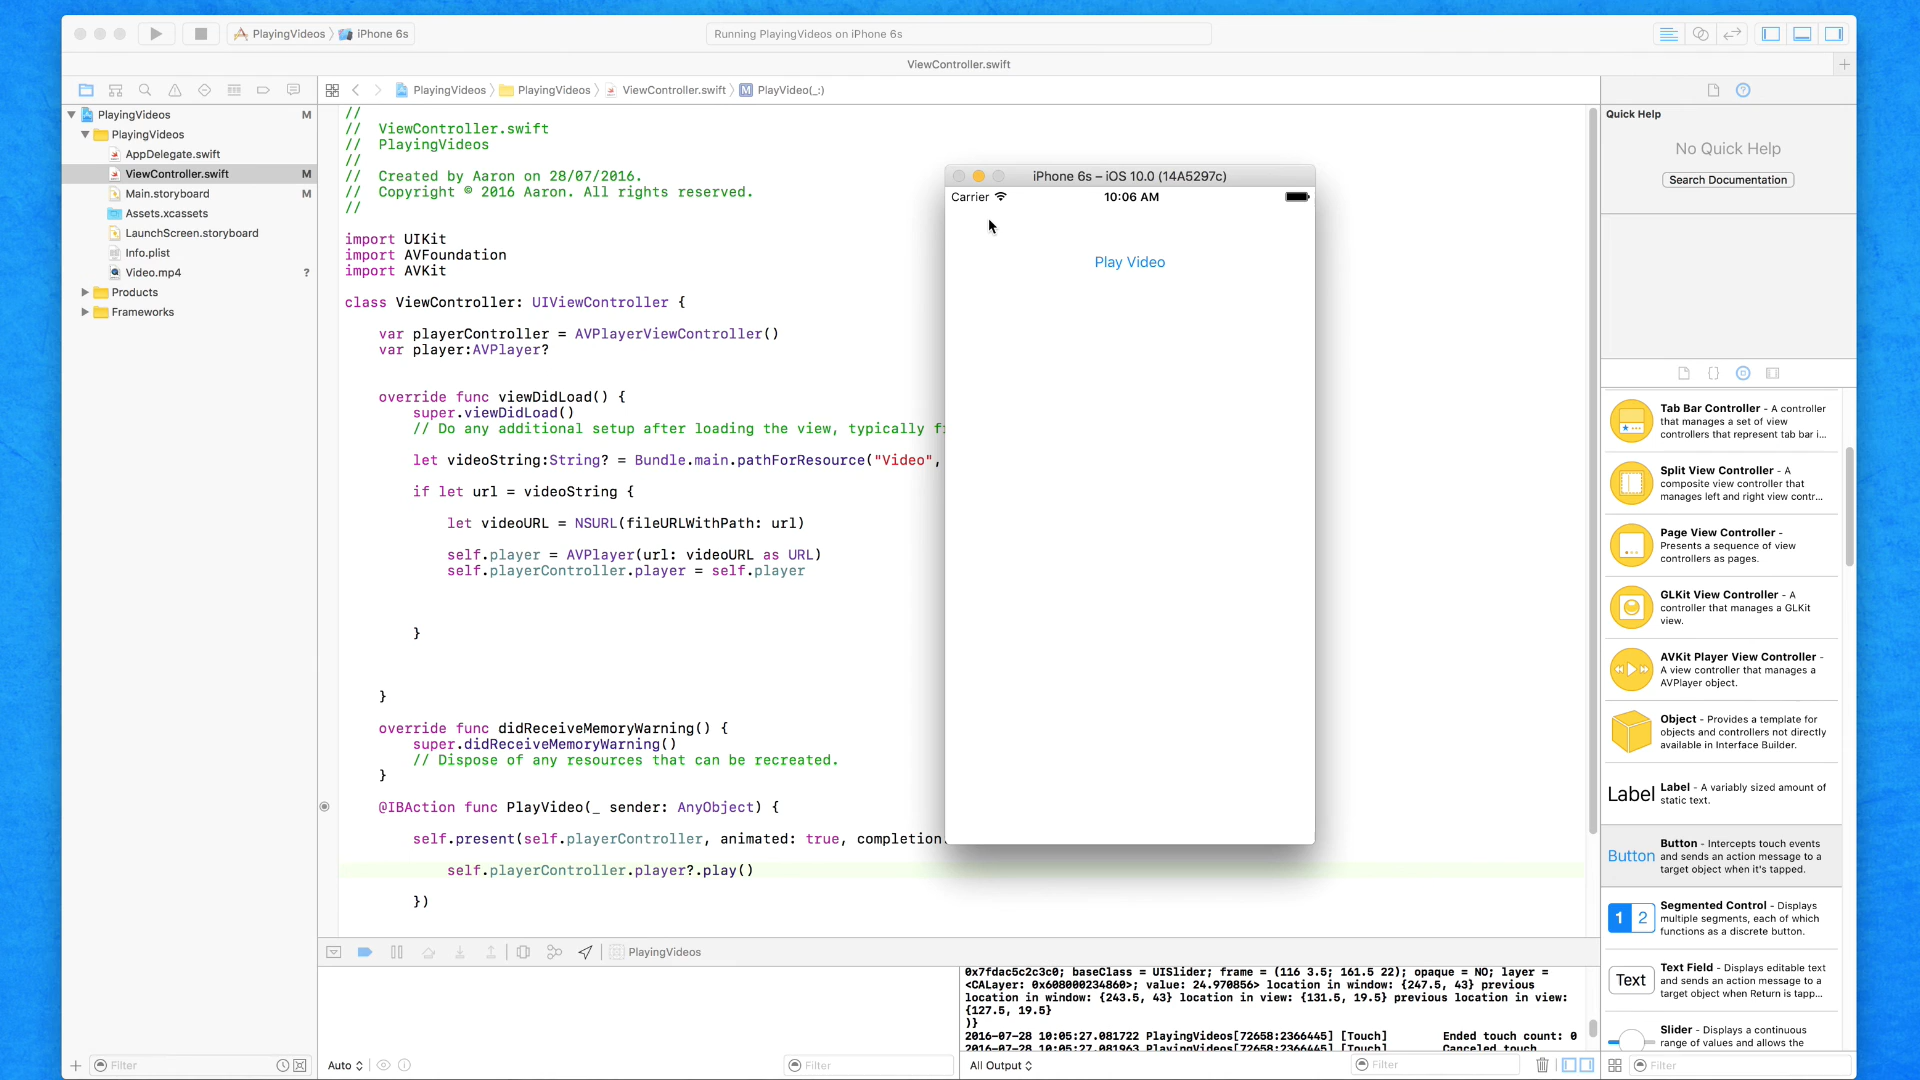 PlayingVideos
iPhone 6s
Running PlayingVideos on iPhone 6s
ViewController.swift
PlayingVideos
PlayingVideos
ViewController.swift
M
PlayVideo(_:)
PlayingVideos
M
PlayingVideos
AppDelegate.swift
ViewController.swift
M
Main.storyboard
M
Assets.xcassets
LaunchScreen.storyboard
Info.plist
Video.mp4
?
Products
Frameworks
//
// ViewController.swift
// PlayingVideos
//
// Created by Aaron on 28/07/2016.
// Copyright © 2016 Aaron. All rights reserved.
//
import UIKit
import AVFoundation
import AVKit
class ViewController: UIViewController {
var playerController = AVPlayerViewController()
var player:AVPlayer?
override func viewDidLoad() {
super.viewDidLoad()
// Do any additional setup after loading the view, typically f
let videoString:String? = Bundle.main.pathForResource("Video",
if let url = videoString {
let videoURL = NSURL(fileURLWithPath: url)
self.player = AVPlayer(url: videoURL as URL)
self.playerController.player = self.player
}
}
override func didReceiveMemoryWarning() {
super.didReceiveMemoryWarning()
// Dispose of any resources that can be recreated.
}
@IBAction func PlayVideo(_ sender: AnyObject) {
self.present(self.playerController, animated: true, completion
self.playerController.player?.play()
})
iPhone 6s – iOS 10.0 (14A5297c)
Carrier
10:06 AM
Play Video
Quick Help
No Quick Help
Search Documentation
{}
Tab Bar Controller - A controller
that manages a set of view
controllers that represent tab bar i...
Split View Controller - A
composite view controller that
manages left and right view contr...
Page View Controller -
Presents a sequence of view
controllers as pages.
GLKit View Controller - A
controller that manages a GLKit
view.
AVKit Player View Controller -
A view controller that manages a
AVPlayer object.
Object - Provides a template for
objects and controllers not directly
available in Interface Builder.
Label
Label - A variably sized amount of
static text.
Button
Button - Intercepts touch events
and sends an action message to a
target object when it's tapped.
1 2
Segmented Control - Displays
multiple segments, each of which
functions as a discrete button.
Text
Text Field - Displays editable text
and sends an action message to a
target object when Return is tapp...
Slider - Displays a continuous
range of values and allows the
PlayingVideos
0x7fdac5c2c3c0; baseClass = UISlider; frame = (116 3.5; 161.5 22); opaque = NO; layer =
<CALayer: 0x608000234860>; value: 24.970856> location in window: {247.5, 43} previous
location in window: {243.5, 43} location in view: {131.5, 19.5} previous location in view:
{127.5, 19.5}
)}
2016-07-28 10:05:27.081722 PlayingVideos[72658:2366445] [Touch] Ended touch count: 0
2016-07-28 10:05:27.081963 PlayingVideos[72658:2366445] [Touch] Canceled touch
Filter
Auto
Filter
All Output
Filter
Filter